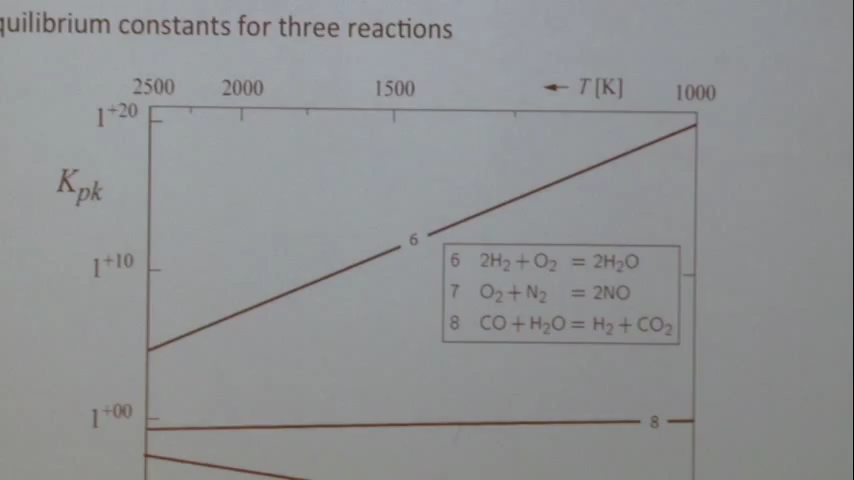 quilibrium constants for three reactions
2500 2000 1500 ← T [K] 1000
1+20
Kpk
6
1+10
6 2H2 + O2 = 2H2O
7 O2 + N2 = 2NO
8 CO + H2O = H2 + CO2
1+00
8